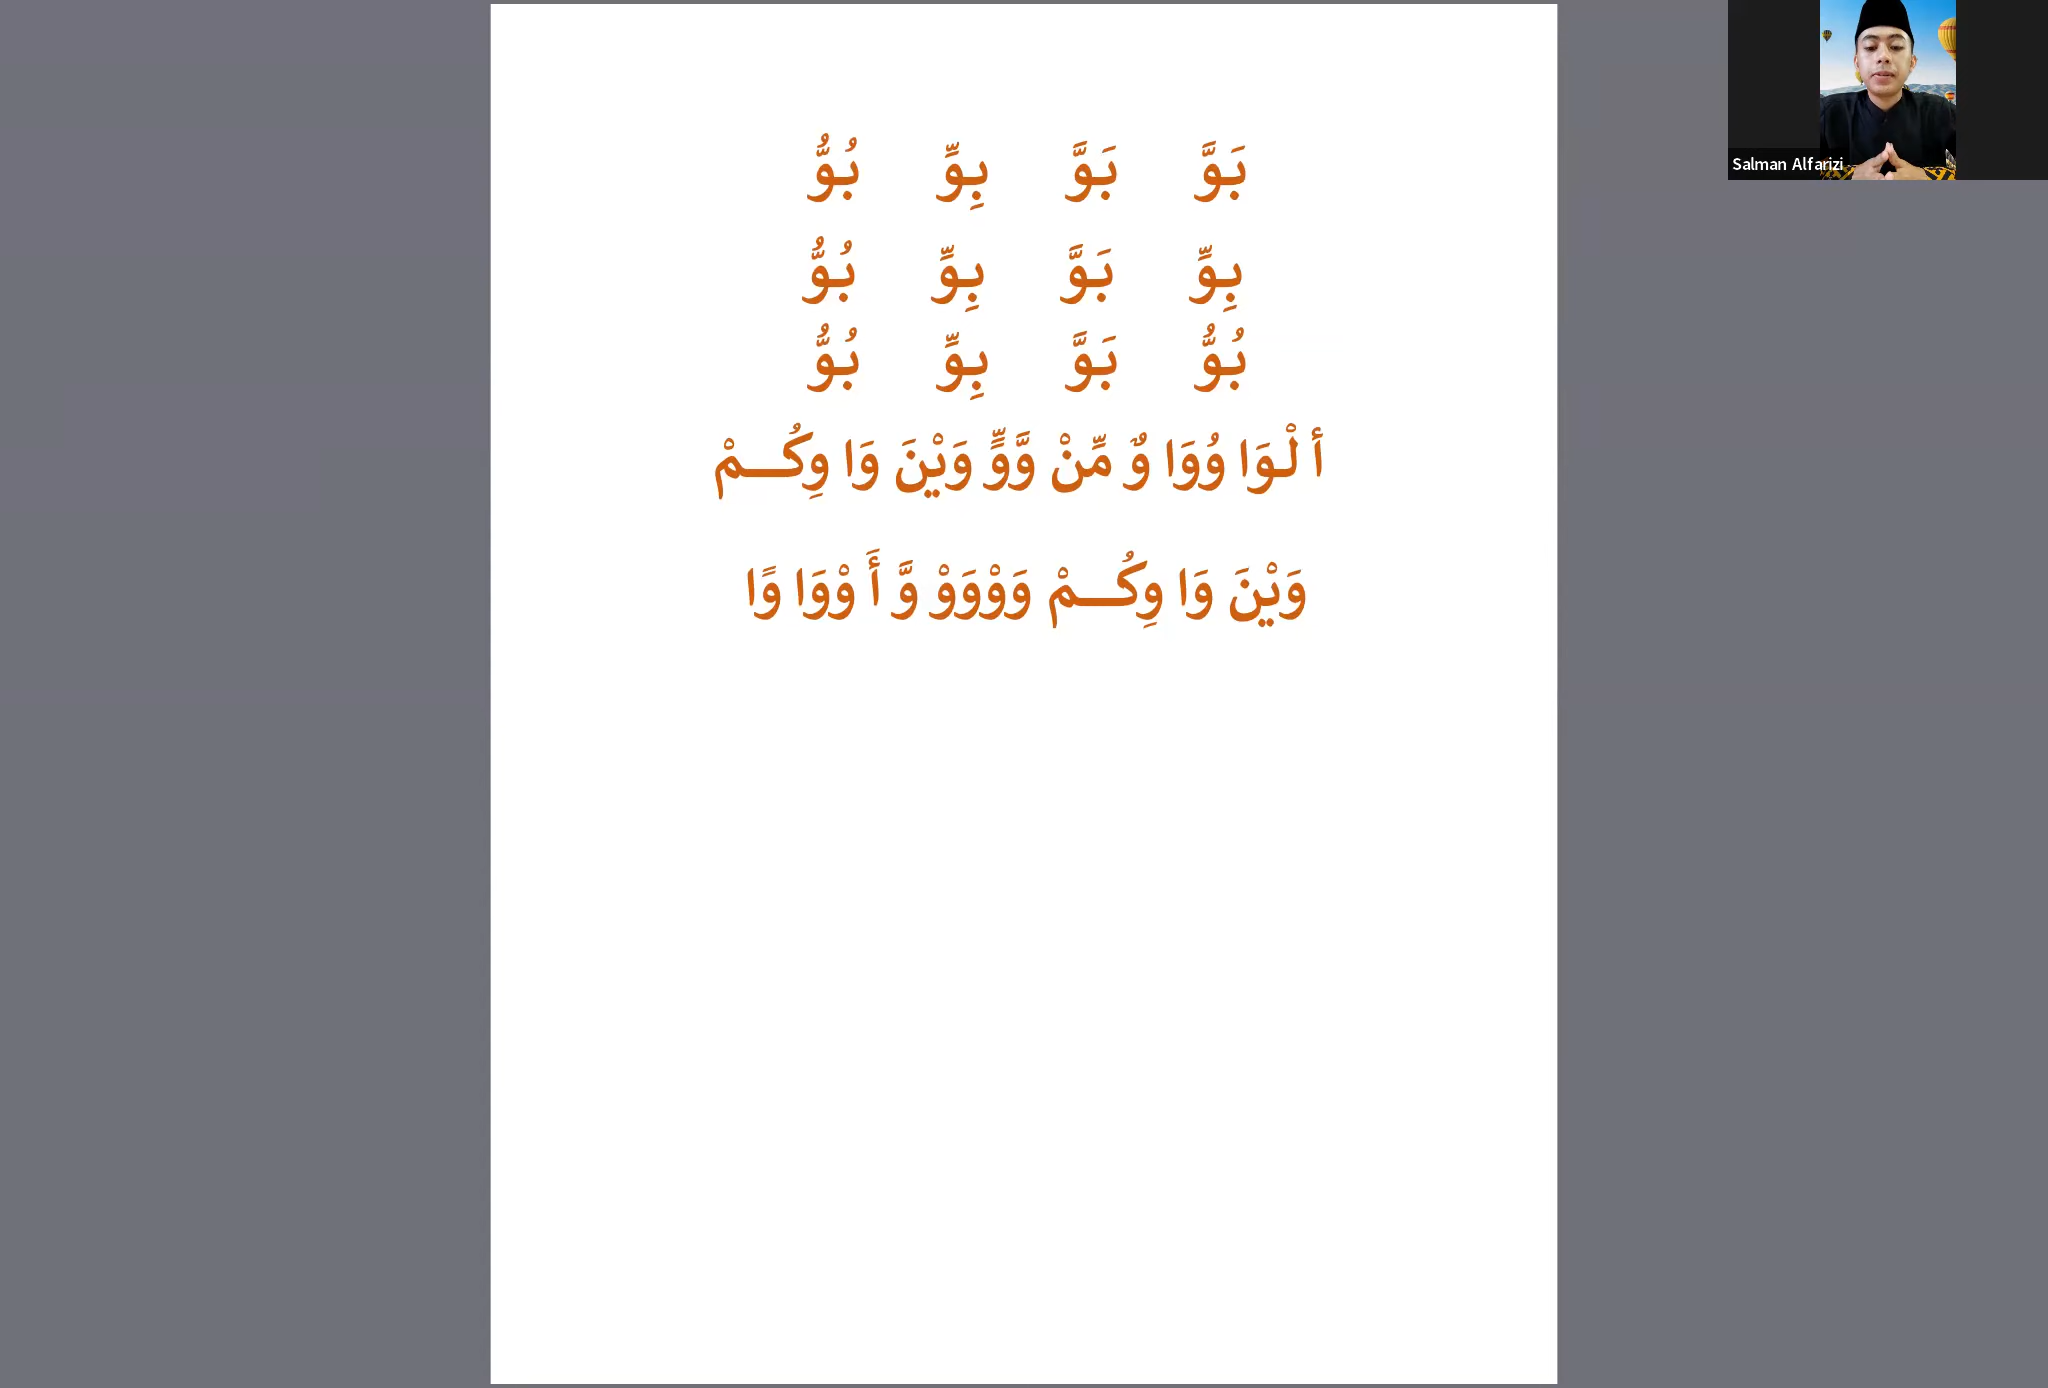 بَوَّ بَوَّ بِوِّ بُوُّ
بِوِّ بَوَّ بِوِّ بُوُّ
بُوُّ بَوَّ بِوِّ بُوُّ
أ لْوَا وُوَا وٌ مِّنْ وَّوٍّ وَيْنَ وَا وِكُـــمْ
وَيْنَ وَا وِكُـــمْ وَوْوَوْ وَّ أَ وْوَا وًا
Salman Alfarizi